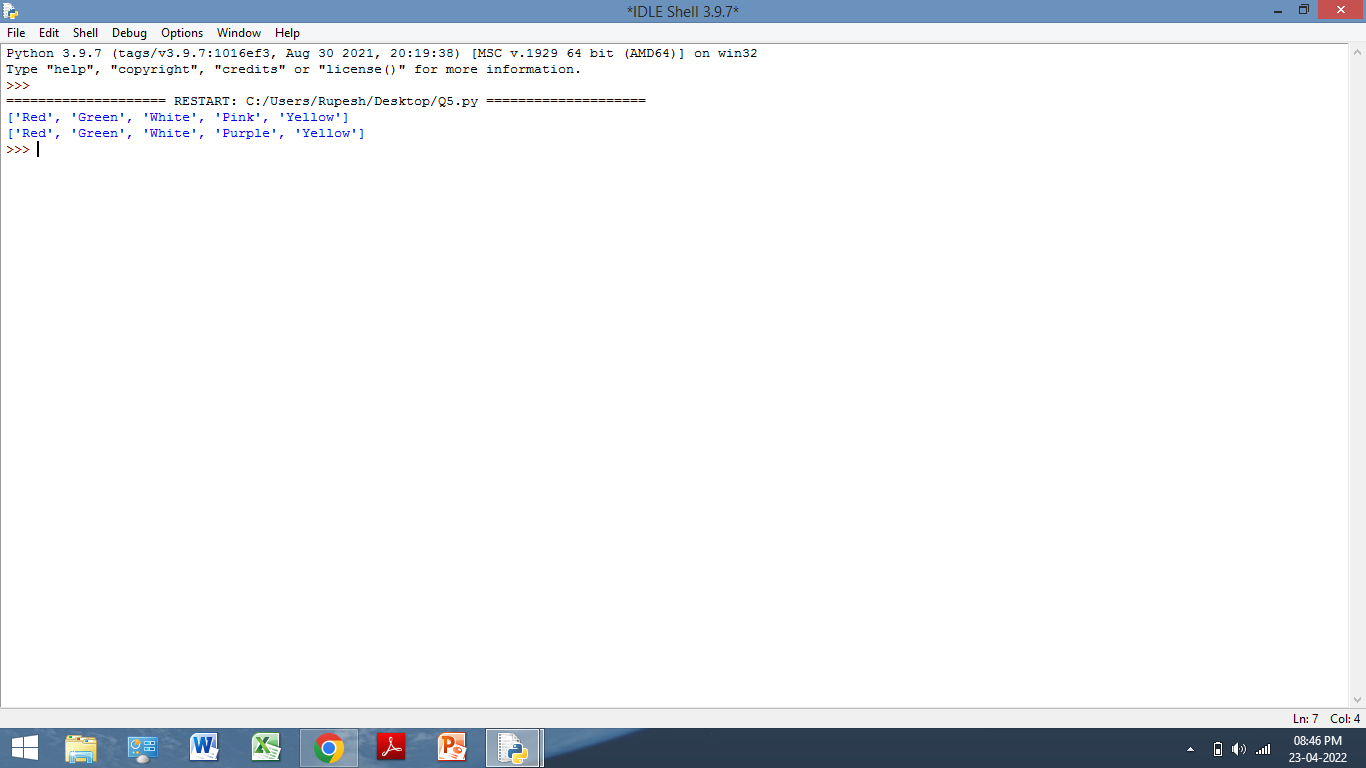 *IDLE Shell 3.9.7*
File Edit Shell Debug Options Window Help
Python 3.9.7 (tags/v3.9.7:1016ef3, Aug 30 2021, 20:19:38) [MSC v.1929 64 bit (AMD64)] on win32
Type "help", "copyright", "credits" or "license()" for more information.
>>>
==================== RESTART: C:/Users/Rupesh/Desktop/Q5.py ====================
['Red', 'Green', 'White', 'Pink', 'Yellow']
['Red', 'Green', 'White', 'Purple', 'Yellow']
>>>
Ln: 7 Col: 4
08:46 PM
23-04-2022